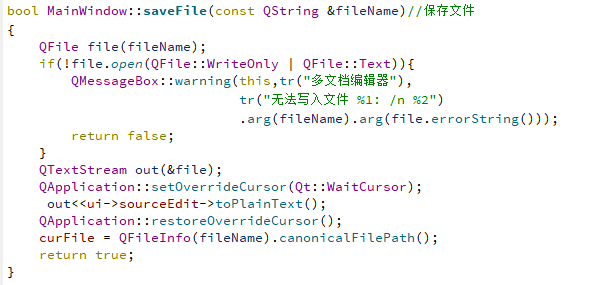 bool MainWindow::saveFile(const QString &fileName)//保存文件
{
    QFile file(fileName);
    if(!file.open(QFile::WriteOnly | QFile::Text)){
        QMessageBox::warning(this,tr("多文档编辑器"),
                             tr("无法写入文件 %1: /n %2")
                             .arg(fileName).arg(file.errorString()));
        return false;
    }
    QTextStream out(&file);
    QApplication::setOverrideCursor(Qt::WaitCursor);
     out<<ui->sourceEdit->toPlainText();
    QApplication::restoreOverrideCursor();
    curFile = QFileInfo(fileName).canonicalFilePath();
    return true;
}